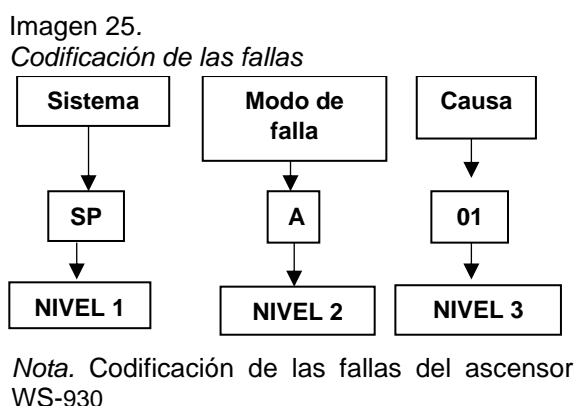 Imagen 25.
Codificación de las fallas
Sistema
Modo de
falla
Causa
SP
A
01
NIVEL 1
NIVEL 2
NIVEL 3
Nota. Codificación de las fallas del ascensor
WS-930